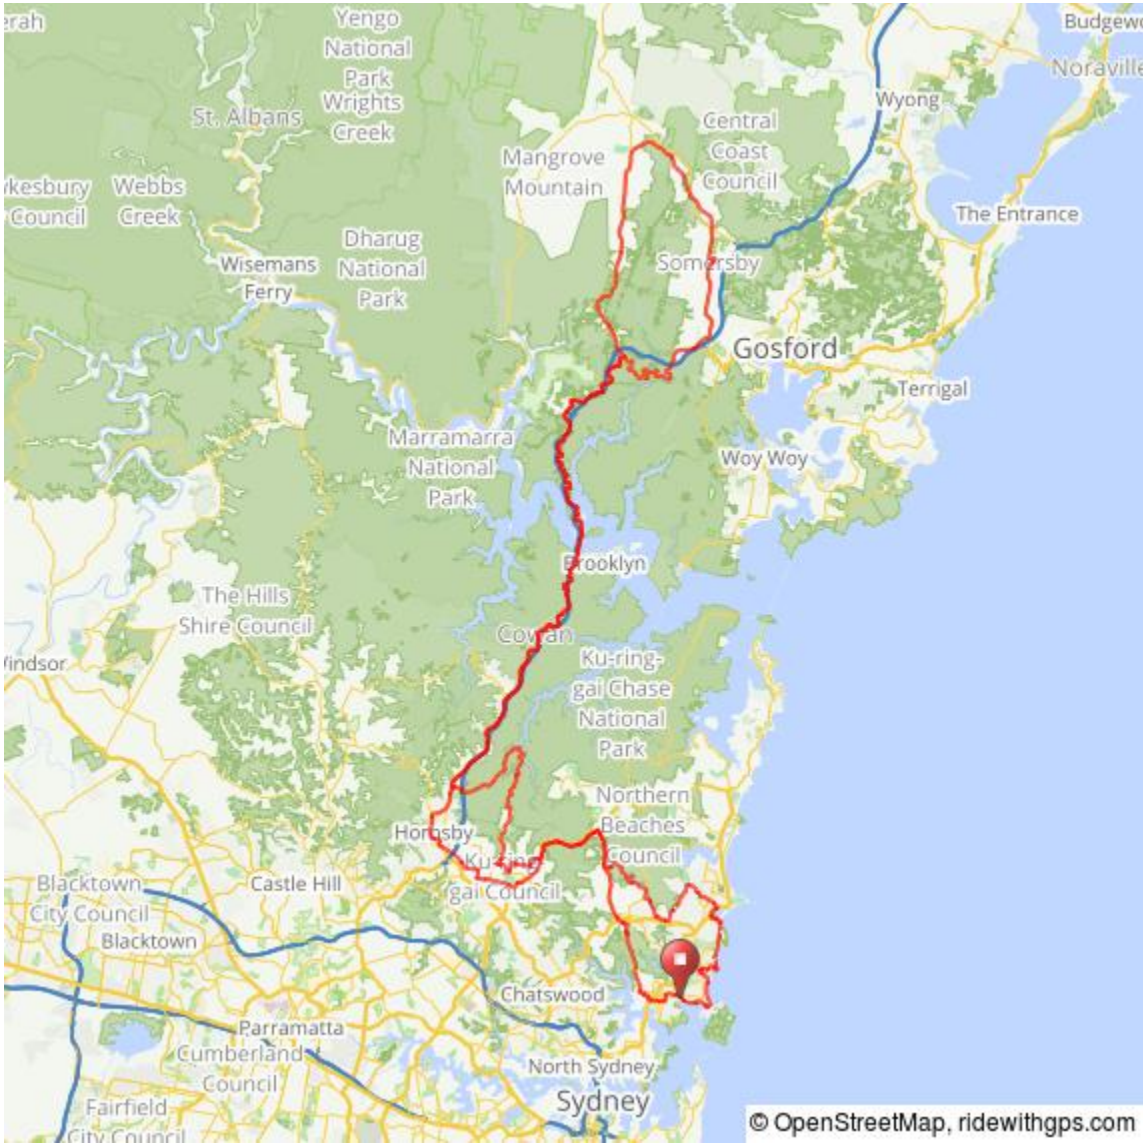 erah
Yengo
National
Park
Wrights
Creek
Budgew
Noraville
St. Albans
Wyong
Central
Coast
Council
Mangrove
Mountain
ykesbury
Council
Webbs
Creek
The Entrance
Dharug
National
Park
Wisemans
Ferry
Somersby
Gosford
Terrigal
Marramarra
National
Park
Woy Woy
Brooklyn
The Hills
Shire Council
Cowan
Ku-ring-
gai Chase
National
Park
Vindsor
Northern
Beaches
Council
Hornsby
Ku-ring-
gai Council
Castle Hill
Blacktown
City Council
Blacktown
Chatswood
Parramatta
Cumberland
Council
North Sydney
Sydney
Fairfield
City Council
© OpenStreetMap, ridewithgps.com